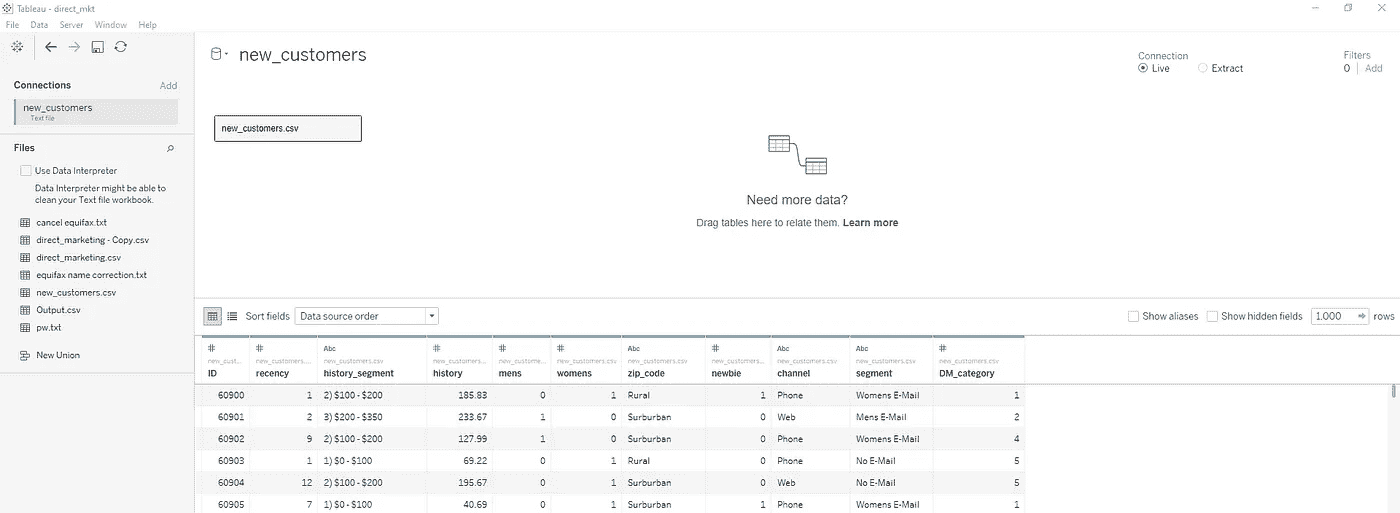 Tableau - direct_mkt
File Data Server Window Help
new_customers
Connection
Live Extract
Filters
0 Add
Connections Add
new_customers
Text file
new_customers.csv
Files
Use Data Interpreter
Data Interpreter might be able to
clean your Text file workbook.
cancel equifax.txt
direct_marketing - Copy.csv
direct_marketing.csv
equifax name correction.txt
new_customers.csv
Output.csv
pw.txt
New Union
Need more data?
Drag tables here to relate them. Learn more
Sort fields Data source order Show aliases Show hidden fields 1,000 rows
# # Abc # # # Abc # Abc Abc #
new_cust... new_customers.... new_customers.csv new_customers... new_custome... new_customers.csv new_customers.csv new_customers... new_customers.csv new_customers.csv new_customers.csv
ID recency history_segment history mens womens zip_code newbie channel segment DM_category
60900 1 2) $100 - $200 185.83 0 1 Rural 1 Phone Womens E-Mail 1
60901 2 3) $200 - $350 233.67 1 0 Surburban 0 Web Mens E-Mail 2
60902 9 2) $100 - $200 127.99 1 0 Surburban 0 Phone Womens E-Mail 4
60903 1 1) $0 - $100 69.22 0 1 Rural 0 Phone No E-Mail 5
60904 12 2) $100 - $200 195.67 0 1 Surburban 0 Web No E-Mail 5
60905 7 1) $0 - $100 40.69 0 1 Surburban 1 Phone Womens E-Mail 1